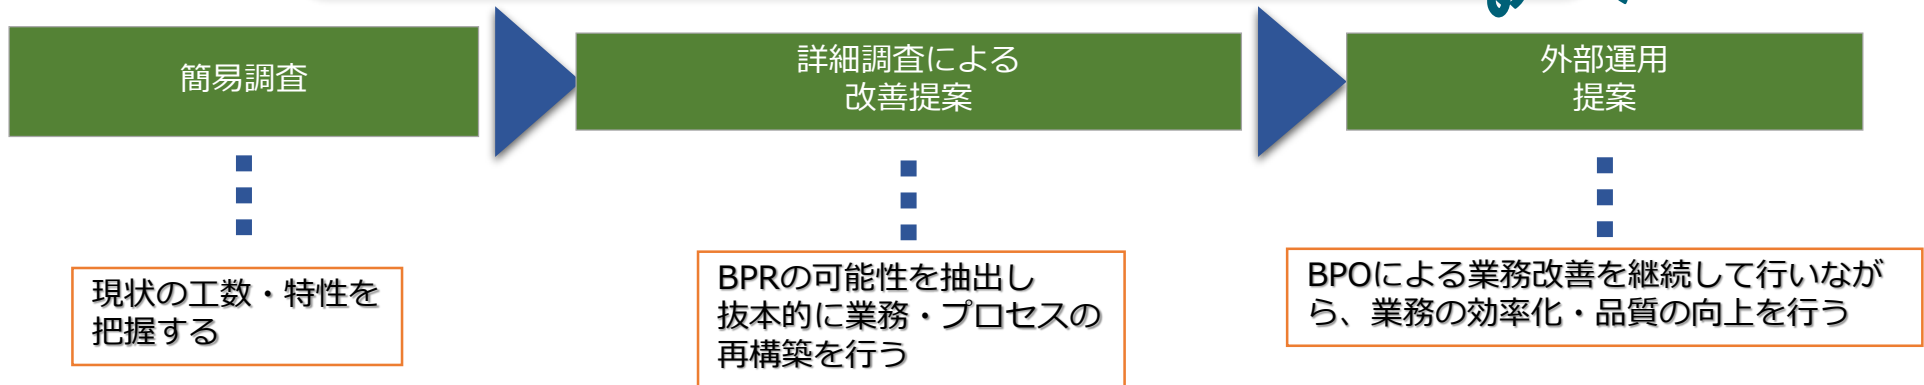 簡易調査
詳細調査による
改善提案
外部運用
提案
現状の工数・特性を
把握する
BPRの可能性を抽出し
抜本的に業務・プロセスの
再構築を行う
BPOによる業務改善を継続して行いなが
ら、業務の効率化・品質の向上を行う